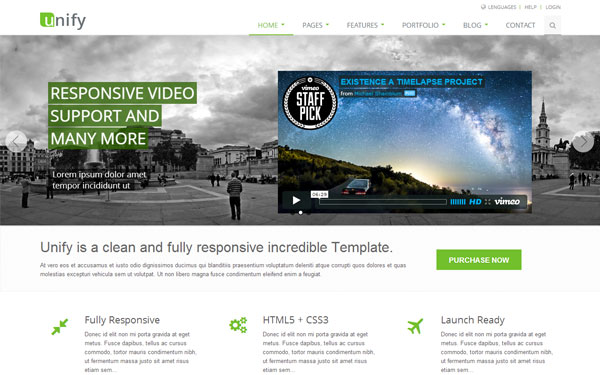 unify
LANGUAGES | HELP | LOGIN
HOME PAGES FEATURES PORTFOLIO BLOG CONTACT
RESPONSIVE VIDEO
SUPPORT AND
MANY MORE
Lorem ipsum dolor amet
tempor incididunt ut
vimeo
STAFF
PICK
EXISTENCE A TIMELAPSE PROJECT
from Michael Shainblum
06:29
HD vimeo
Unify is a clean and fully responsive incredible Template.
At vero eos et accusamus et iusto odio dignissimos ducimus qui blanditiis praesentium voluptatum deleniti atque corrupti quos dolores et quas
molestias excepturi vehicula sem ut volutpat. Ut non libero magna fusce condimentum eleifend enim a feugiat.
PURCHASE NOW
Fully Responsive
Donec id elit non mi porta gravida at eget
metus. Fusce dapibus, tellus ac cursus
commodo, tortor mauris condimentum nibh,
ut fermentum massa justo sit amet risus
etiam sem...
HTML5 + CSS3
Donec id elit non mi porta gravida at eget
metus. Fusce dapibus, tellus ac cursus
commodo, tortor mauris condimentum nibh,
ut fermentum massa justo sit amet risus
etiam sem...
Launch Ready
Donec id elit non mi porta gravida at eget
metus. Fusce dapibus, tellus ac cursus
commodo, tortor mauris condimentum nibh,
ut fermentum massa justo sit amet risus
etiam sem...